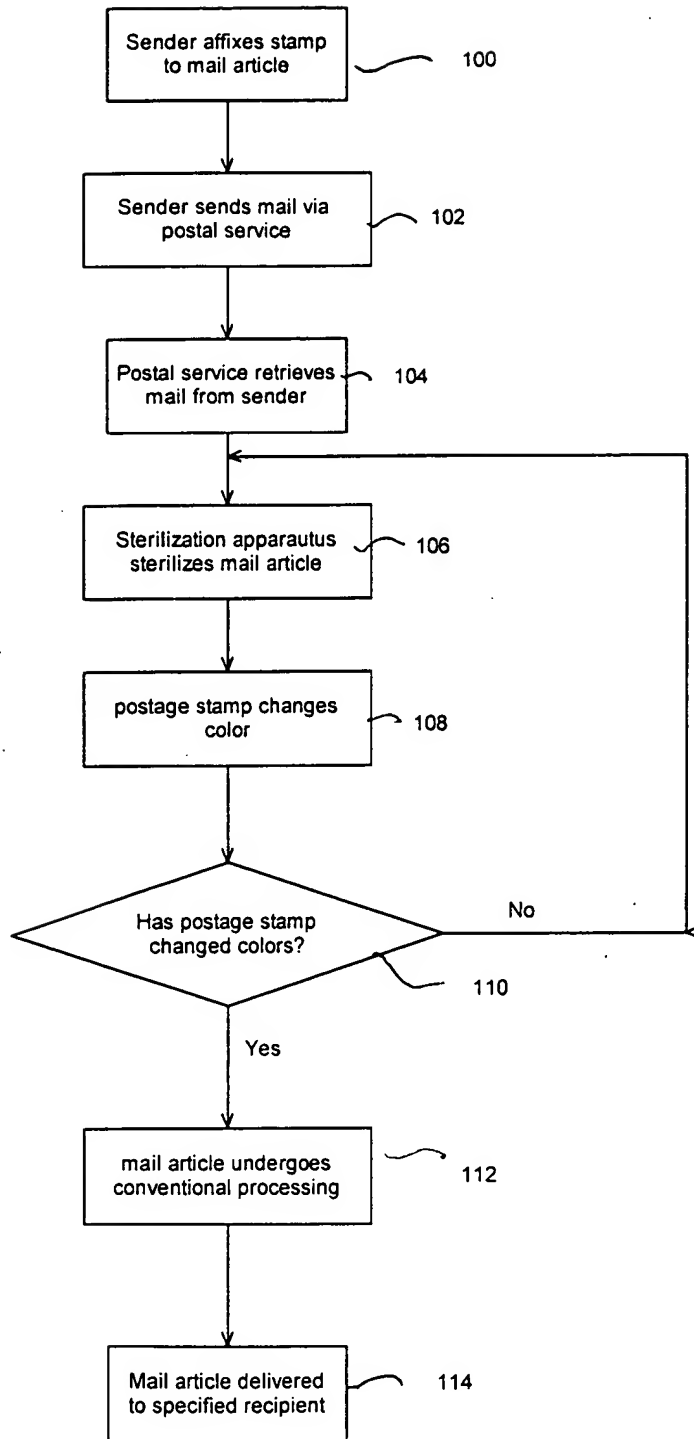 Sender affixes stamp
to mail article
100
Sender sends mail via
postal service
102
Postal service retrieves
mail from sender
104
Sterilization apparautus
sterilizes mail article
106
postage stamp changes
color
108
Has postage stamp
changed colors?
No
110
Yes
mail article undergoes
conventional processing
112
Mail article delivered
to specified recipient
114